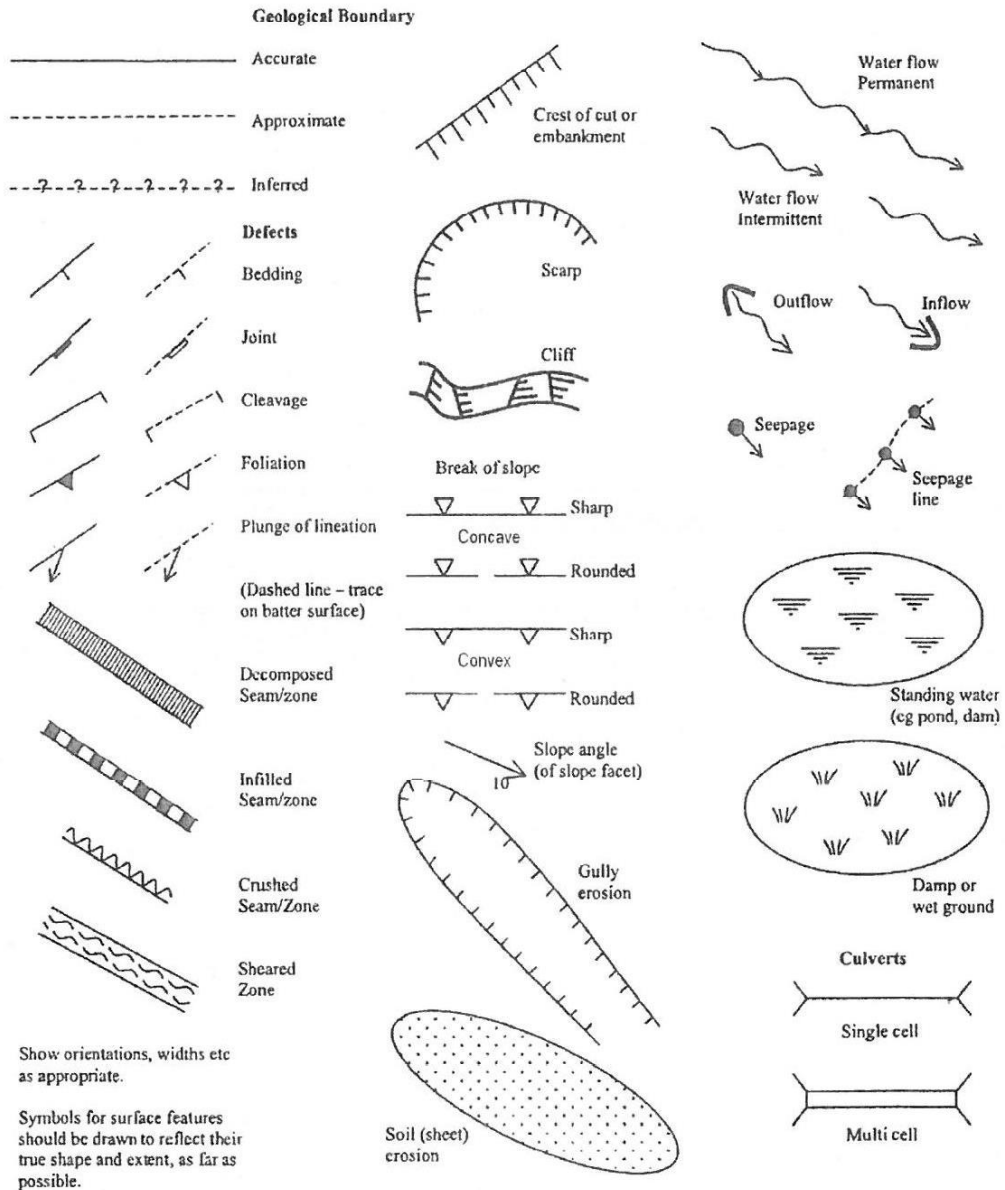 Geological Boundary
Accurate
Approximate
? ? ? ? ? ?
Inferred
Defects
Bedding
Joint
Cleavage
Foliation
Plunge of lineation
(Dashed line – trace
on batter surface)
Decomposed
Seam/zone
Infilled
Seam/zone
Crushed
Seam/Zone
Sheared
Zone
Show orientations, widths etc
as appropriate.
Symbols for surface features
should be drawn to reflect their
true shape and extent, as far as
possible.
Crest of cut or
embankment
Scarp
Cliff
Break of slope
Sharp
Concave
Rounded
Sharp
Convex
Rounded
Slope angle
(of slope facet)
10
Gully
erosion
Soil (sheet)
erosion
Water flow
Permanent
Water flow
Intermittent
Outflow
Inflow
Seepage
Seepage
line
Standing water
(eg pond, dam)
Damp or
wet ground
Culverts
Single cell
Multi cell